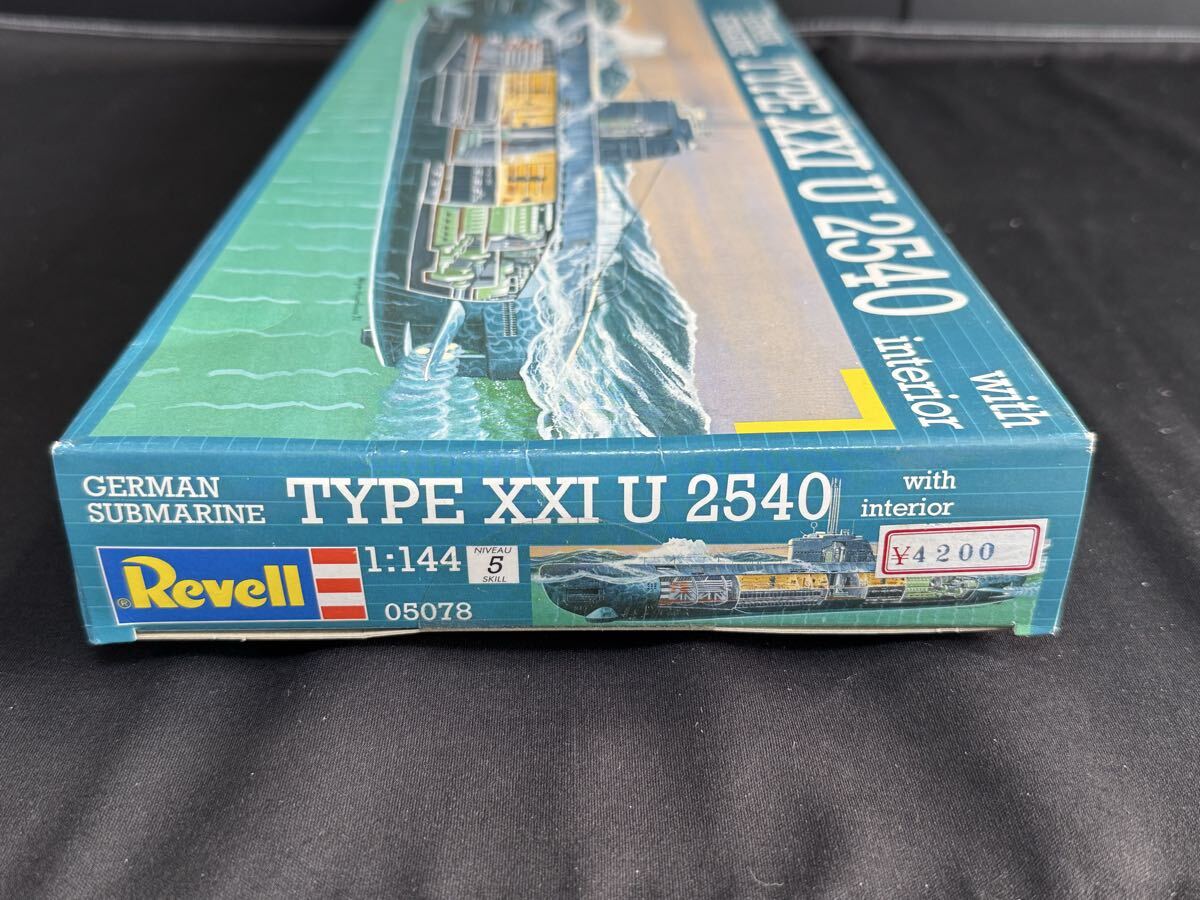 TYPE XXI U 2540
with
interior
GERMAN
SUBMARINE
TYPE XXI U 2540
with
interior
¥4200
® Revell
1:144
NIVEAU
5
SKILL
05078